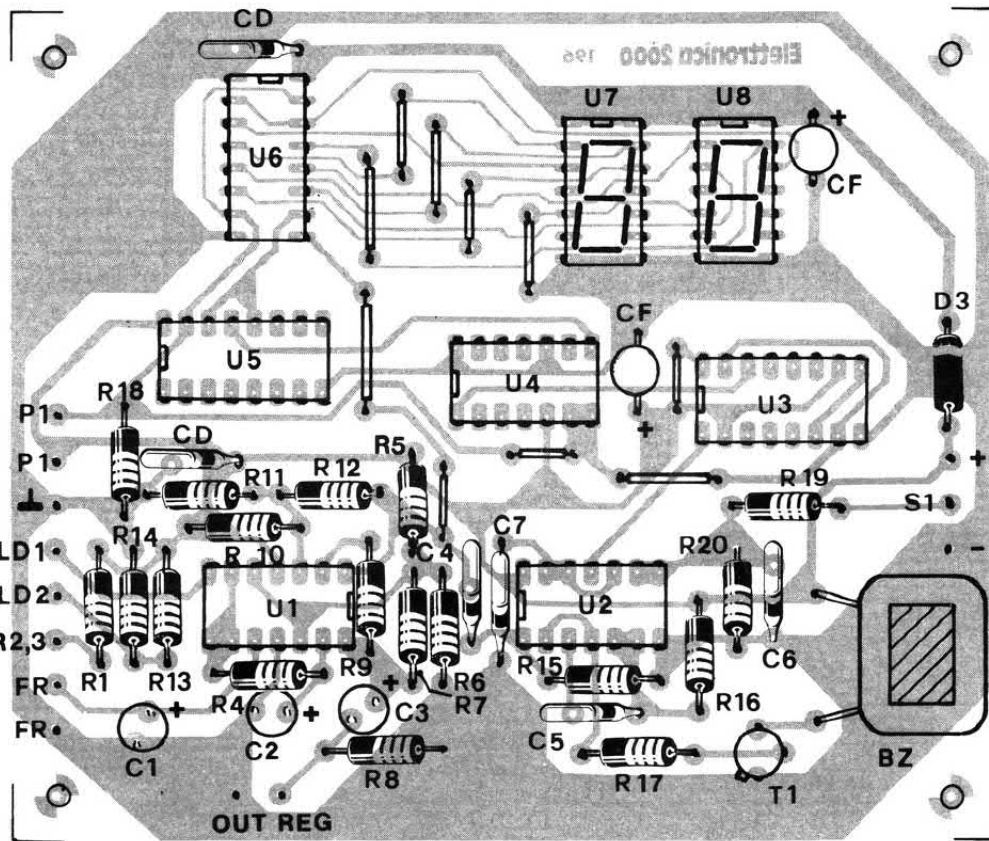 CD
Elettronica 2000 196
U7 U8
+
U6
CF
D3
CF
U5
U4
U3
R18
P1
+
CD
R5
P1
R11 R12
+
R19
S1
C7
R14
R20
-
LD1
R10
C4
LD2
U1
U2
R2,3
R9
C6
R15
R1 R13
R6
FR
R4
+
R7
R16
+
+
C3
FR
C5
C1
C2
BZ
R8
R17
T1
OUT REG